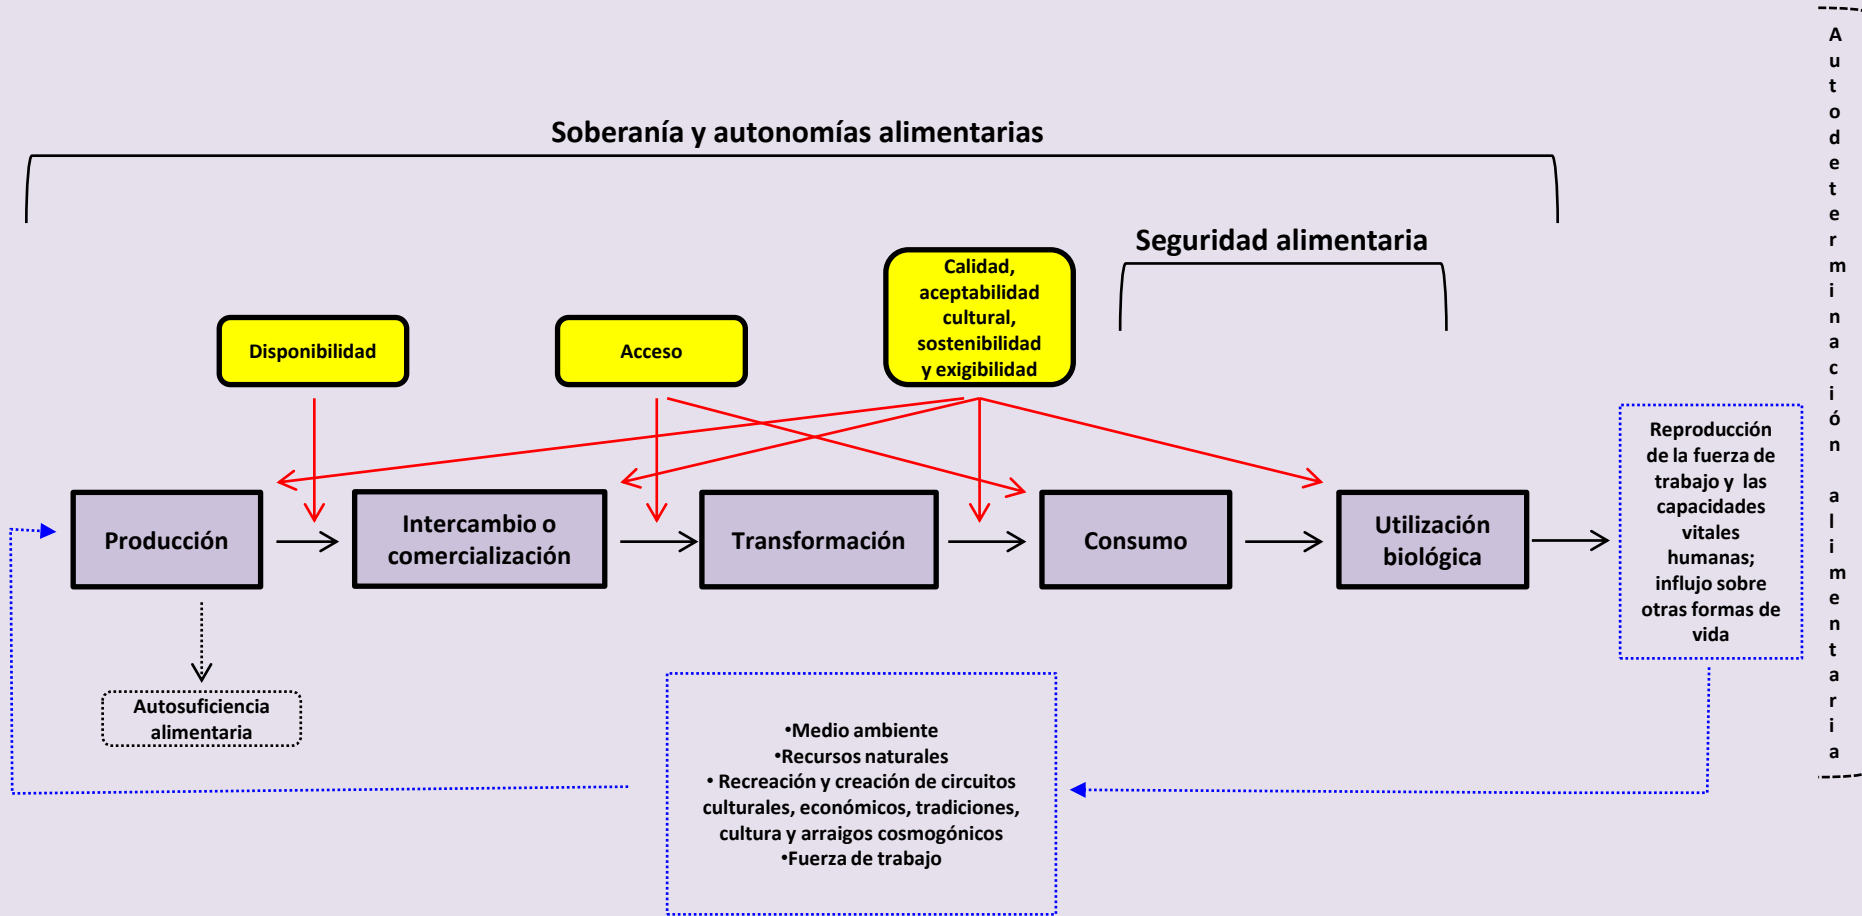 Soberanía y autonomías alimentarias
Seguridad alimentaria
Disponibilidad
Acceso
Calidad,
aceptabilidad
cultural,
sostenibilidad
y exigibilidad
Producción
Intercambio o
comercialización
Transformación
Consumo
Utilización
biológica
Reproducción
de la fuerza de
trabajo y las
capacidades
vitales
humanas;
influjo sobre
otras formas de
vida
Autosuficiencia
alimentaria
•Medio ambiente
•Recursos naturales
• Recreación y creación de circuitos
culturales, económicos, tradiciones,
cultura y arraigos cosmogónicos
•Fuerza de trabajo
Autodeterminación alimentaria